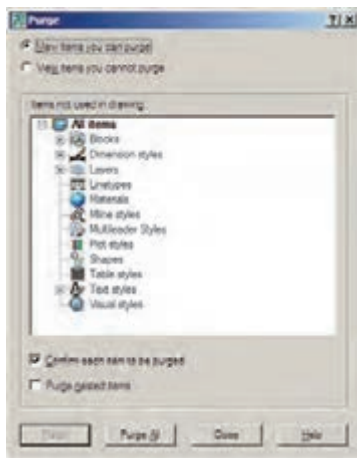 Purge
View items you can purge
View items you cannot purge
Items not used in drawing
All items
Blocks
Dimension styles
Layers
Linetypes
Materials
Mline styles
Multileader Styles
Plot styles
Shapes
Table styles
Text styles
Visual styles
Confirm each item to be purged
Purge nested items
Purge Purge All Close Help